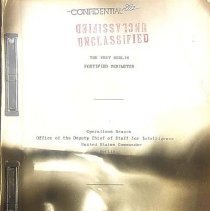 CONFIDENTIAL
UNCLASSIFIED
UNCLASSIFIED
THE WEST BERLIN
FORTIFIED PERIMETER
Operations Branch
Office of the Deputy Chief of Staff for Intelligence
United States Commander